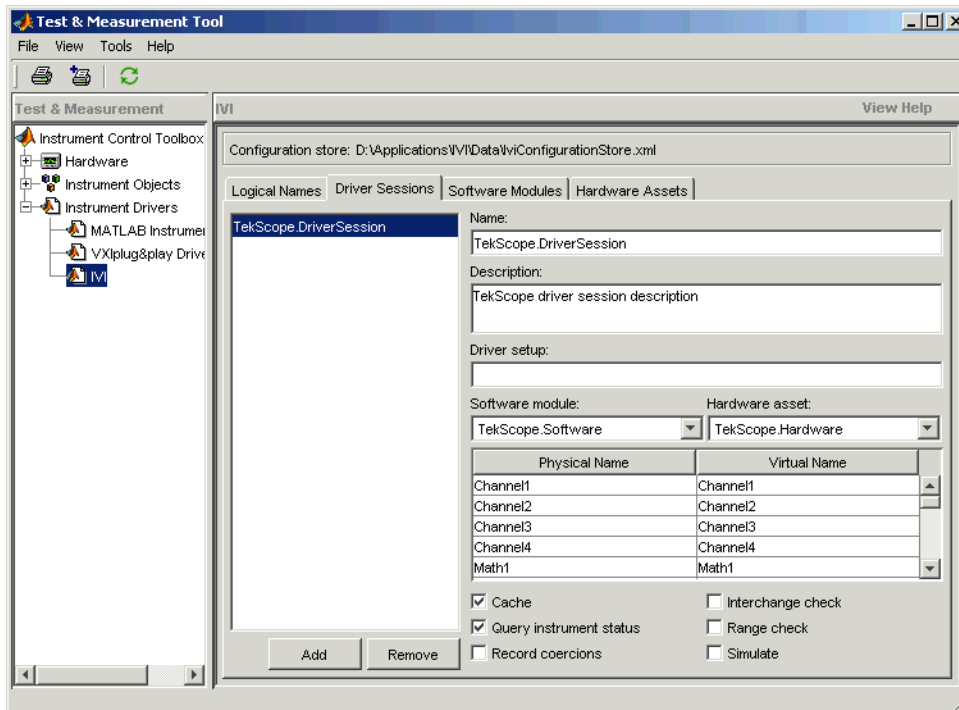 Test & Measurement Tool
File View Tools Help
Test & Measurement
IVI
View Help
Instrument Control Toolbox
Hardware
Instrument Objects
Instrument Drivers
MATLAB Instrumer
VXIplug&play Drive
IVI
Configuration store: D:\Applications\IVI\Data\IviConfigurationStore.xml
Logical Names Driver Sessions Software Modules Hardware Assets
TekScope.DriverSession
Name:
TekScope.DriverSession
Description:
TekScope driver session description
Driver setup:
Software module: Hardware asset:
TekScope.Software TekScope.Hardware
Physical Name Virtual Name
Channel1 Channel1
Channel2 Channel2
Channel3 Channel3
Channel4 Channel4
Math1 Math1
Cache Interchange check
Query instrument status Range check
Record coercions Simulate
Add Remove